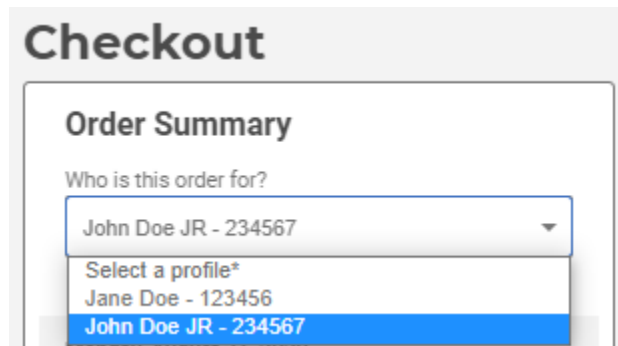 Checkout
Order Summary
Who is this order for?
John Doe JR - 234567
Select a profile*
Jane Doe - 123456
John Doe JR - 234567